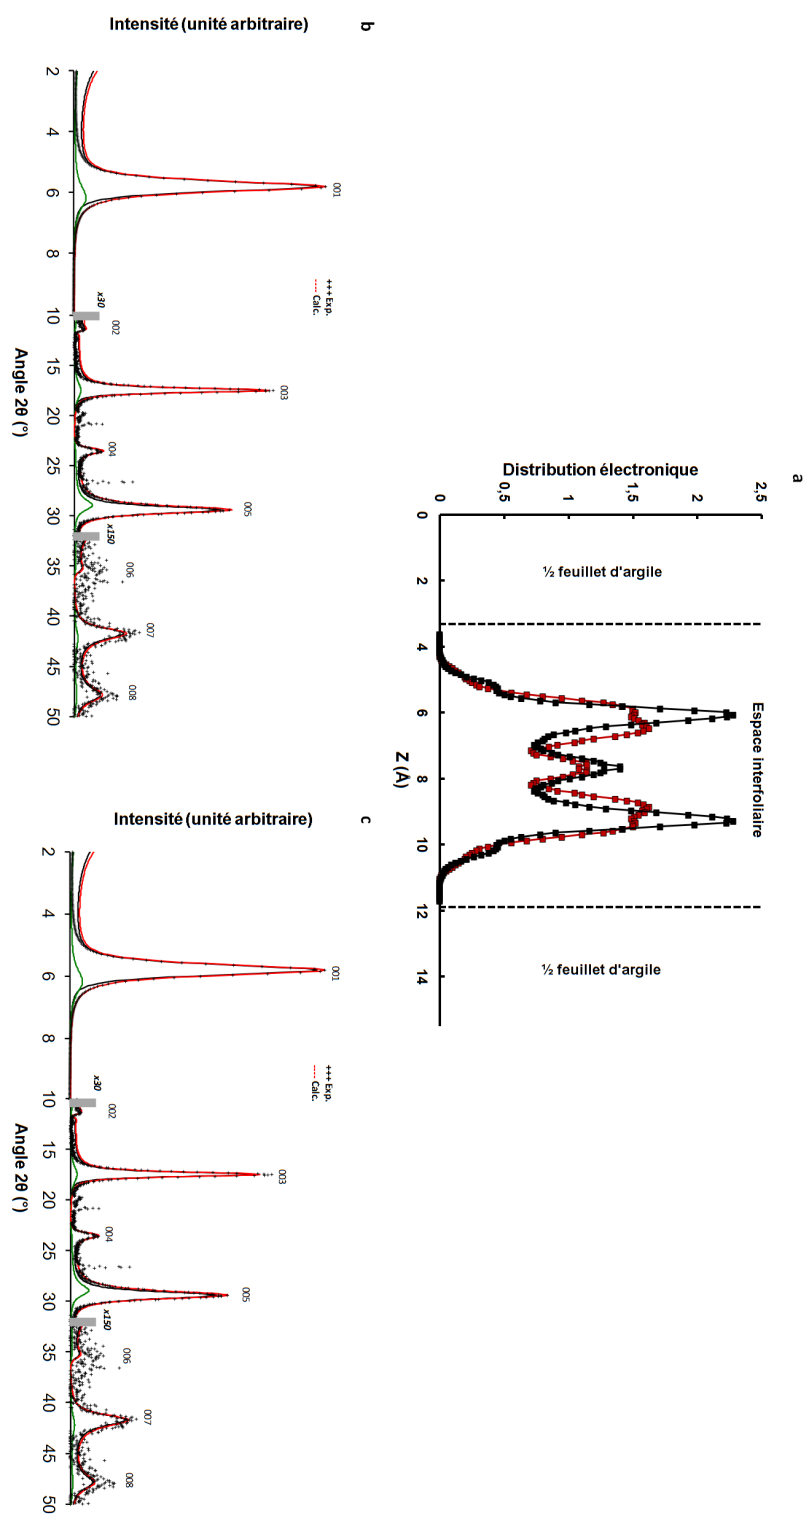 a
Distribution électronique
2,5
2
1,5
1
0,5
0
Espace interfoliaire
½ feuillet d'argile
½ feuillet d'argile
0 2 4 6 8 10 12 14
Z (Å)
b
Intensité (unité arbitraire)
001
+++ Exp.
---- Calc.
003
005
007
008
006
002
004
x30
x150
2 4 6 8 10 15 20 25 30 35 40 45 50
Angle 2θ (°)
c
Intensité (unité arbitraire)
001
+++ Exp.
---- Calc.
003
005
007
008
006
002
004
x30
x150
2 4 6 8 10 15 20 25 30 35 40 45 50
Angle 2θ (°)